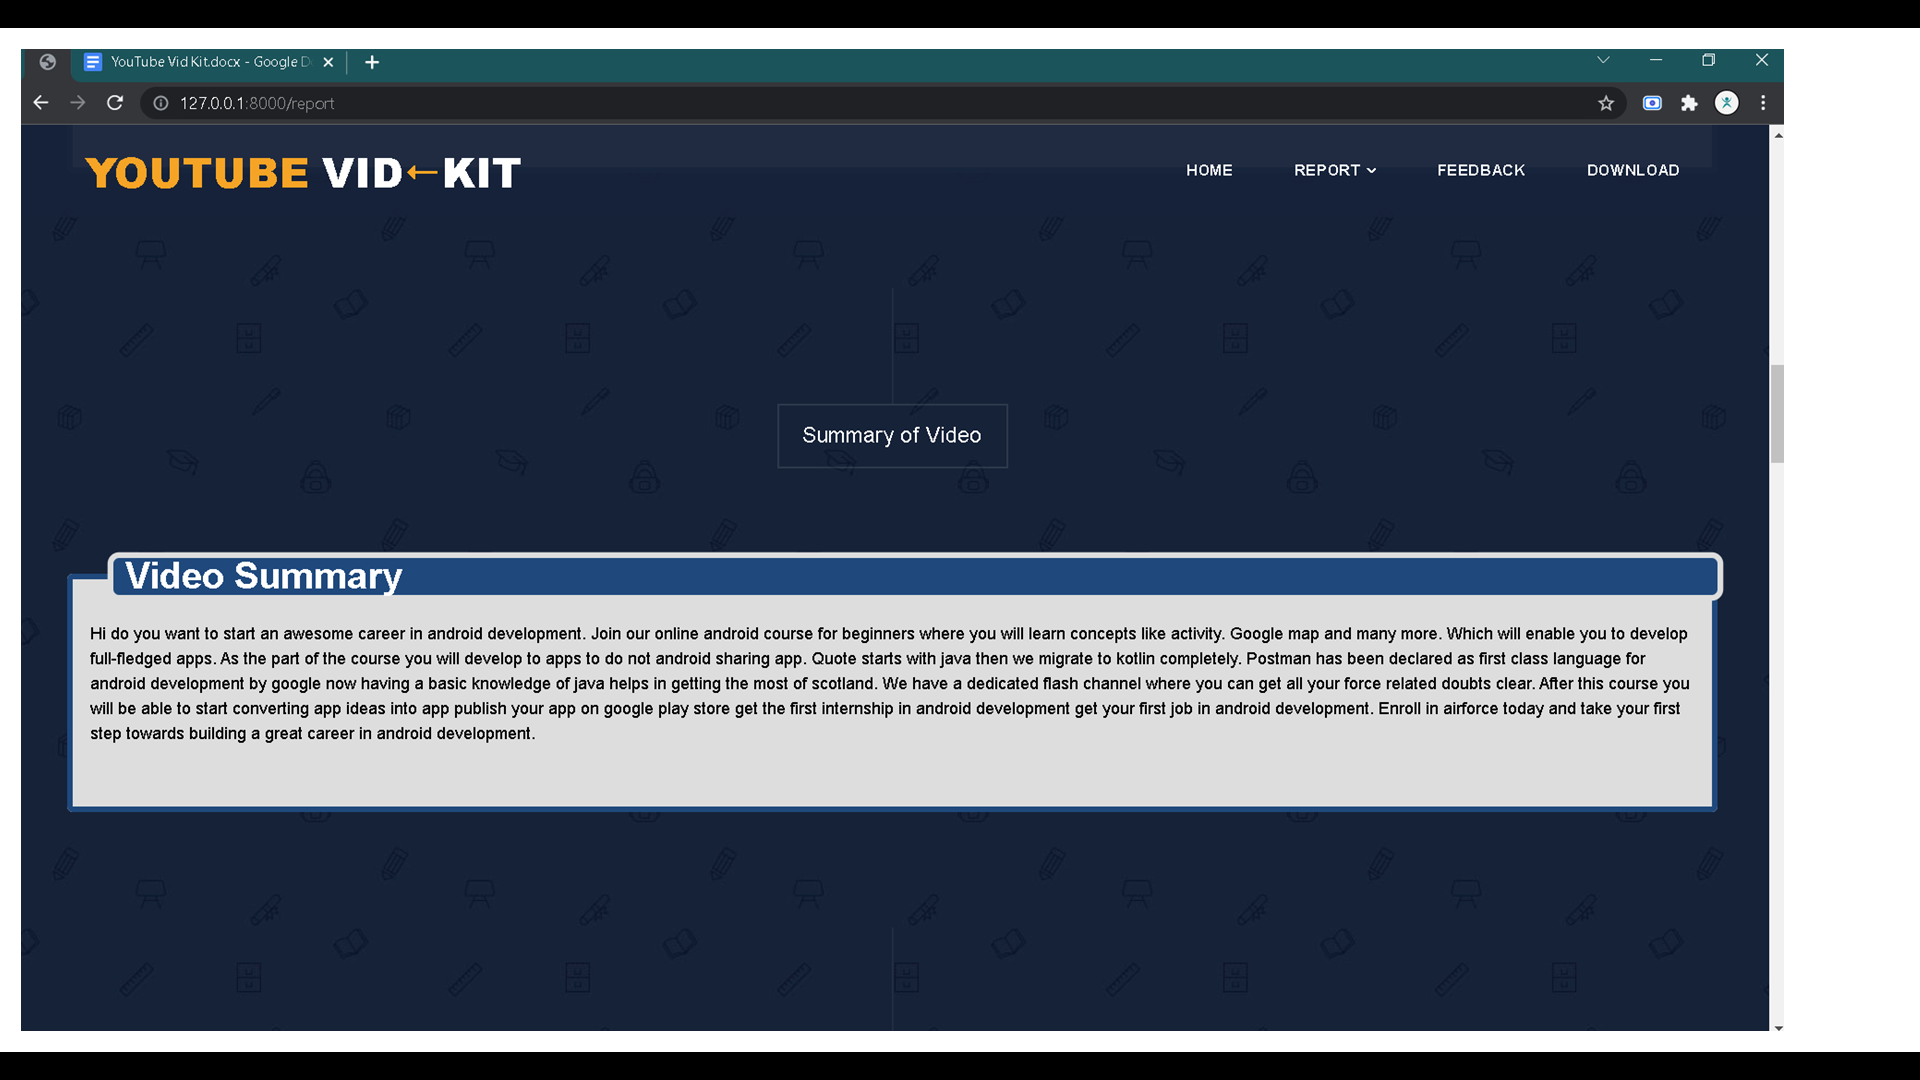 YouTube Vid Kit.docx - Google D
127.0.0.1:8000/report
YOUTUBE VID←KIT
HOME REPORT FEEDBACK DOWNLOAD
Summary of Video
Video Summary
Hi do you want to start an awesome career in android development. Join our online android course for beginners where you will learn concepts like activity. Google map and many more. Which will enable you to develop
full-fledged apps. As the part of the course you will develop to apps to do not android sharing app. Quote starts with java then we migrate to kotlin completely. Postman has been declared as first class language for
android development by google now having a basic knowledge of java helps in getting the most of scotland. We have a dedicated flash channel where you can get all your force related doubts clear. After this course you
will be able to start converting app ideas into app publish your app on google play store get the first internship in android development get your first job in android development. Enroll in airforce today and take your first
step towards building a great career in android development.